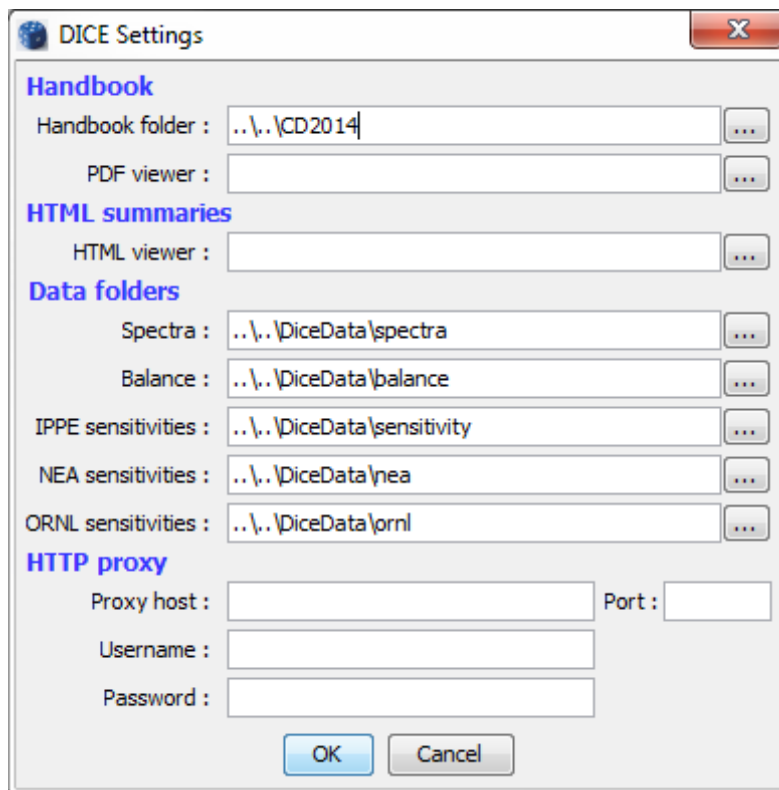 DICE Settings
Handbook
Handbook folder : ..\..\CD2014 ...
PDF viewer : ...
HTML summaries
HTML viewer : ...
Data folders
Spectra : ..\..\DiceData\spectra ...
Balance : ..\..\DiceData\balance ...
IPPE sensitivities : ..\..\DiceData\sensitivity ...
NEA sensitivities : ..\..\DiceData\nea ...
ORNL sensitivities : ..\..\DiceData\ornl ...
HTTP proxy
Proxy host : Port :
Username :
Password :
OK Cancel